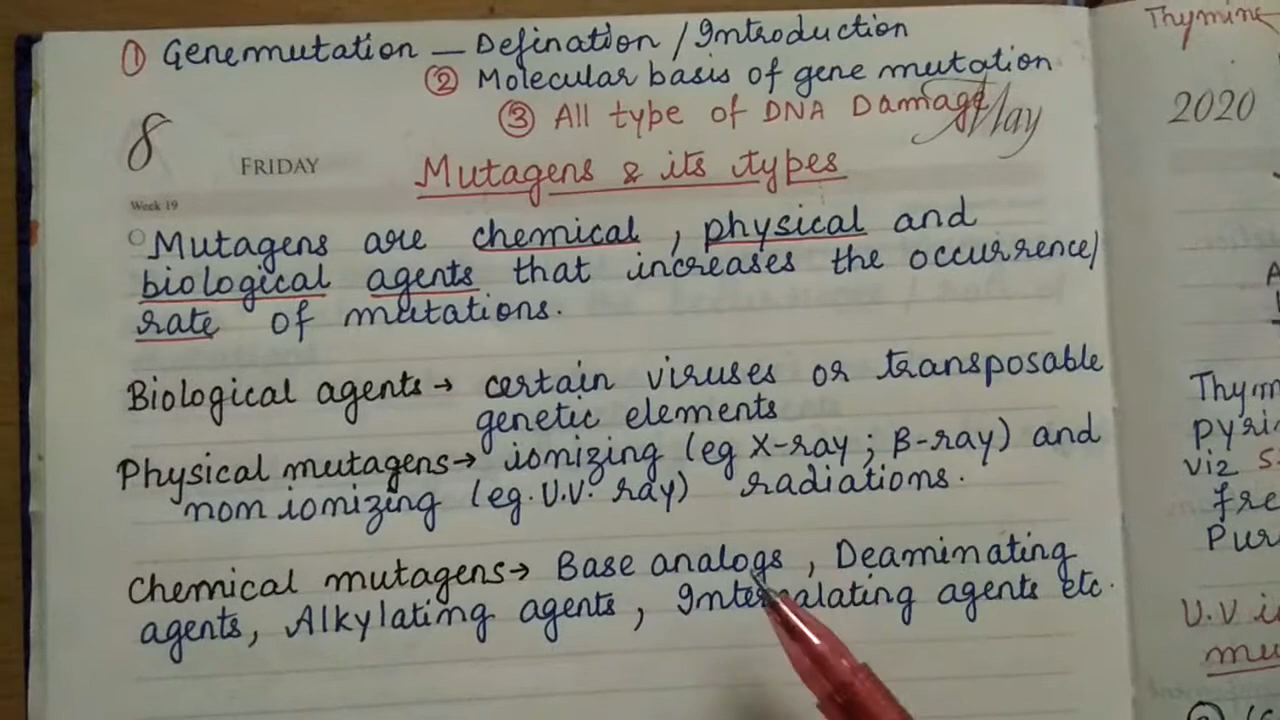 ① Genemutation — Defination / Introduction
② Molecular basis of gene mutation
③ All type of DNA Damage
8 FRIDAY May
Week 19
Mutagens & its types
Mutagens are chemical, physical and
biological agents that increases the occurrence/
rate of mutations.
Biological agents → certain viruses or transposable
genetic elements
Physical mutagens → ionizing (eg X-ray ; β-ray) and
non ionizing (eg. U.V. ray) radiations.
Chemical mutagens → Base analogs, Deaminating
agents, Alkylating agents, Intercalating agents etc.
Thymine
2020
U.V